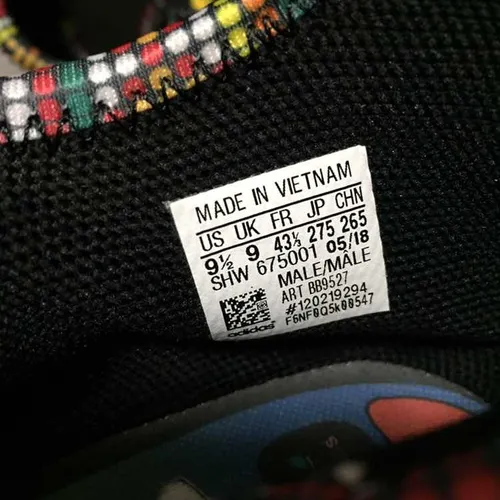 MADE IN VIETNAM
US UK FR JP CHN
9½ 9 43⅓ 275 265
SHW 675001 05/18
MALE/MÂLE
ART BB9527
#120219294
F6NF0Q5k00547
adidas